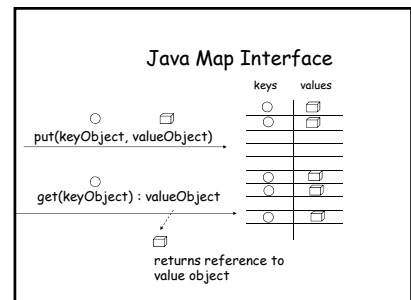 Java Map Interface
keys values
put(keyObject, valueObject)
get(keyObject) : valueObject
returns reference to
value object